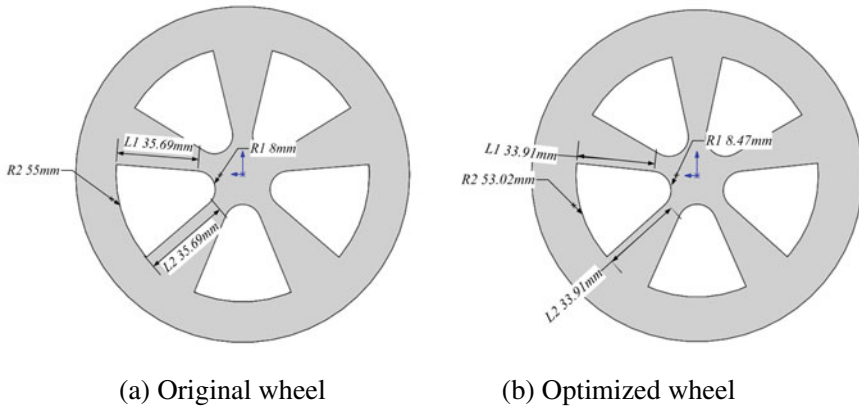 L1 35.69mm
R1 8mm
R2 55mm
L2 35.69mm
R1 8.47mm
L1 33.91mm
R2 53.02mm
L2 33.91mm
(a) Original wheel
(b) Optimized wheel